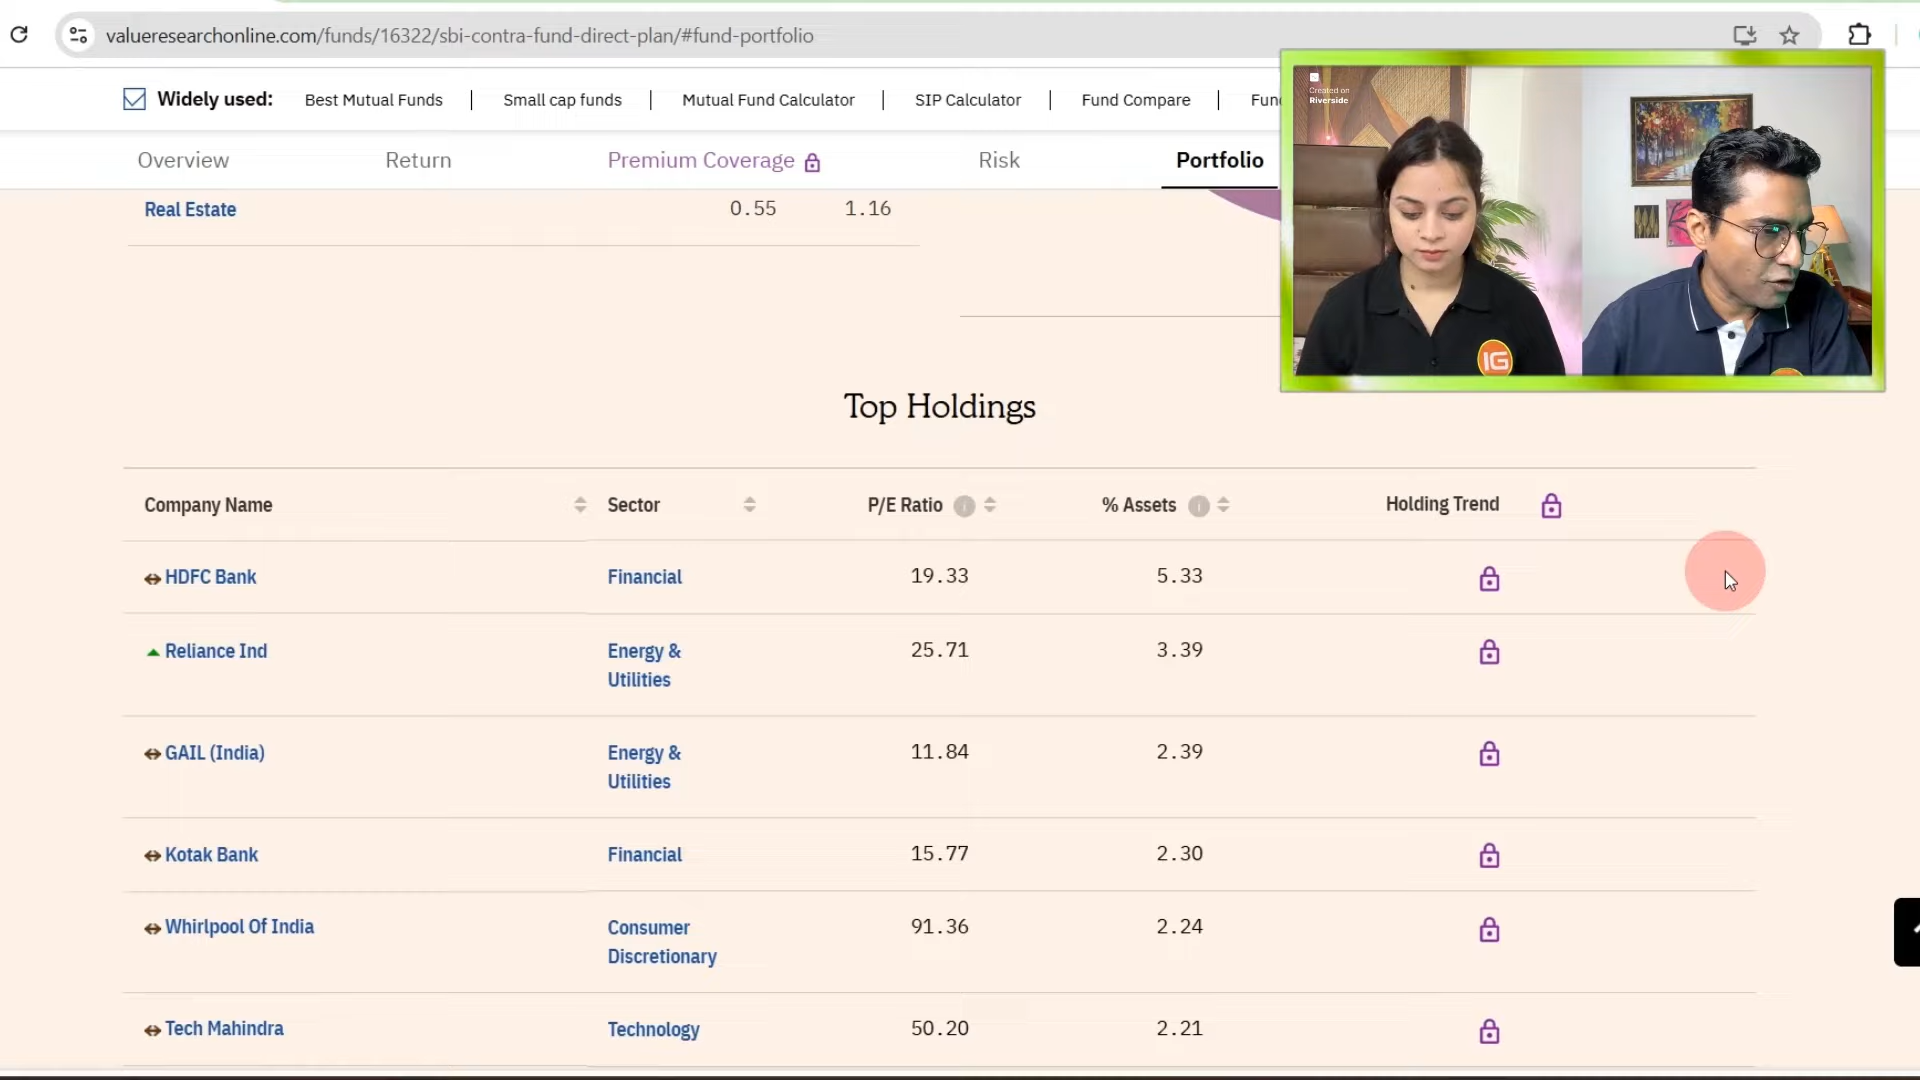 valueresearchonline.com/funds/16322/sbi-contra-fund-direct-plan/#fund-portfolio
Widely used: Best Mutual Funds | Small cap funds | Mutual Fund Calculator | SIP Calculator | Fund Compare |
Overview Return Premium Coverage Risk Portfolio
Created on
Riverside
IG
Real Estate 0.55 1.16
Top Holdings
Company Name Sector P/E Ratio % Assets Holding Trend
HDFC Bank Financial 19.33 5.33
Reliance Ind Energy & 25.71 3.39
Utilities
GAIL (India) Energy & 11.84 2.39
Utilities
Kotak Bank Financial 15.77 2.30
Whirlpool Of India Consumer 91.36 2.24
Discretionary
Tech Mahindra Technology 50.20 2.21